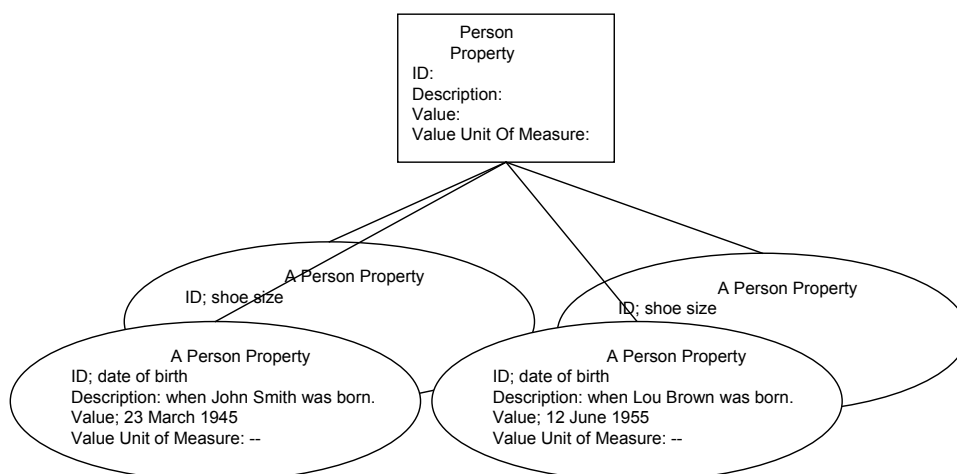 Person
Property
ID:
Description:
Value:
Value Unit Of Measure:
A Person Property
ID; shoe size
A Person Property
ID; shoe size
A Person Property
ID; date of birth
Description: when John Smith was born.
Value; 23 March 1945
Value Unit of Measure: --
A Person Property
ID; date of birth
Description: when Lou Brown was born.
Value; 12 June 1955
Value Unit of Measure: --